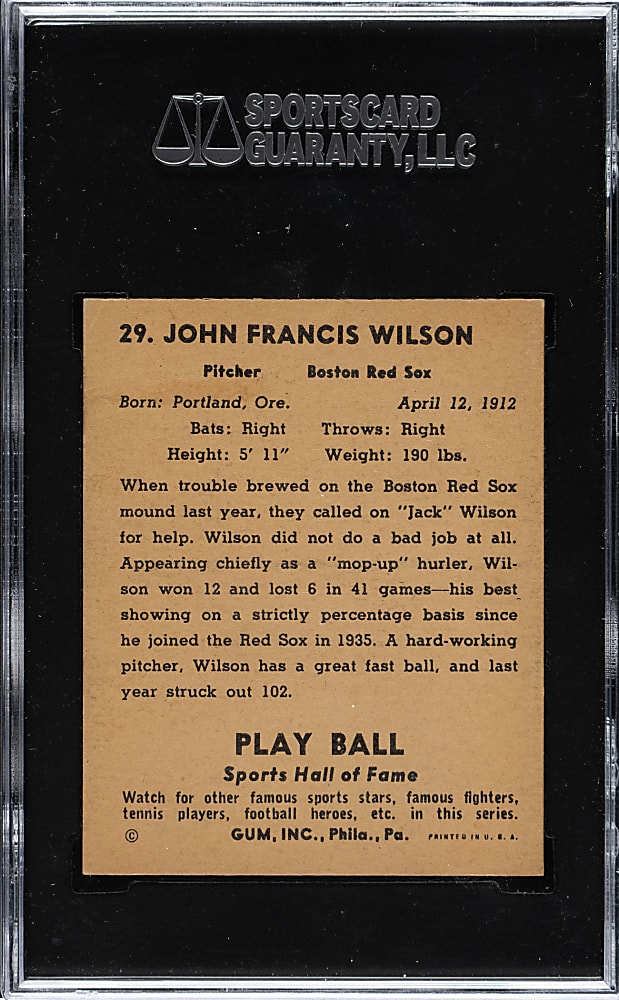 SPORTSCARD
GUARANTY, LLC
29. JOHN FRANCIS WILSON
Pitcher Boston Red Sox
Born: Portland, Ore. April 12, 1912
Bats: Right Throws: Right
Height: 5′ 11″ Weight: 190 lbs.
When trouble brewed on the Boston Red Sox
mound last year, they called on "Jack" Wilson
for help. Wilson did not do a bad job at all.
Appearing chiefly as a "mop-up" hurler, Wil-
son won 12 and lost 6 in 41 games—his best
showing on a strictly percentage basis since
he joined the Red Sox in 1935. A hard-working
pitcher, Wilson has a great fast ball, and last
year struck out 102.
PLAY BALL
Sports Hall of Fame
Watch for other famous sports stars, famous fighters,
tennis players, football heroes, etc. in this series.
© GUM, INC., Phila., Pa. PRINTED IN U. S. A.